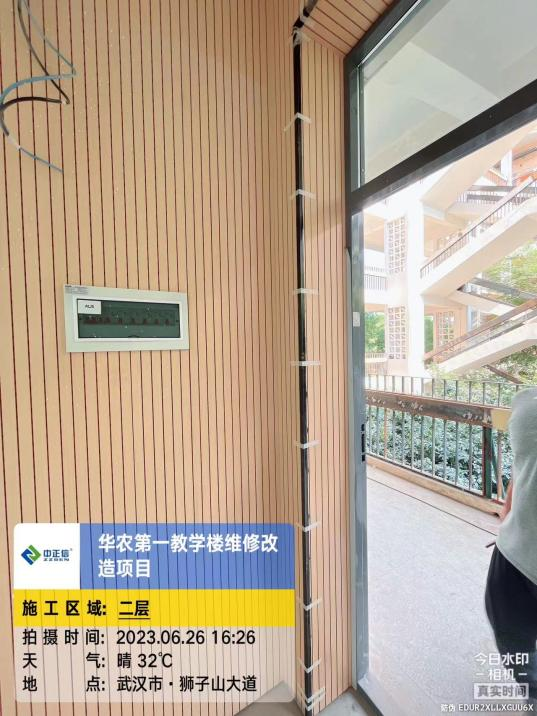 AL25
中正信®
ZZHEN
华农第一教学楼维修改
造项目
施工区域: 二层
拍摄时间: 2023.06.26 16:26
天气: 晴 32℃
地点: 武汉市·狮子山大道
今日水印
-相机-
真实时间
防伪 EDUR2XLLXGUU6X